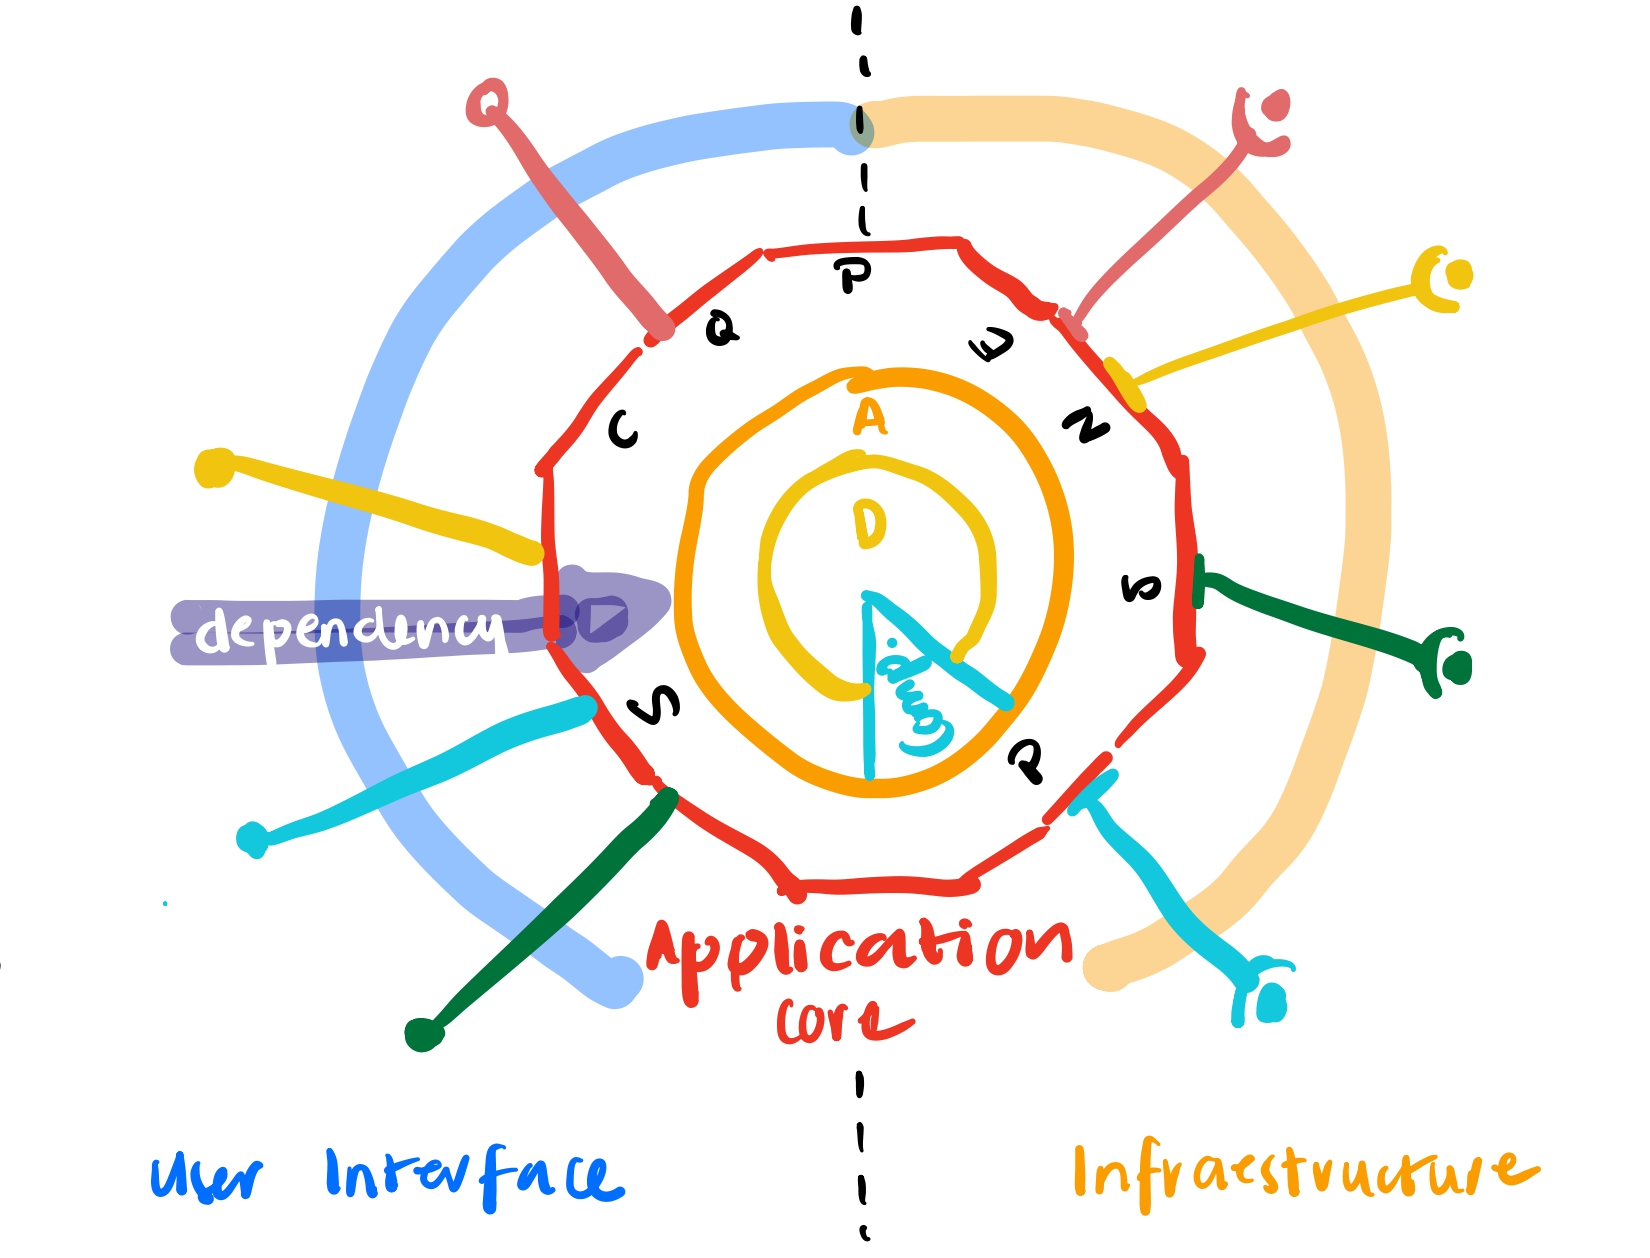 P
Q
E
C
A
N
D
dependency
B
Comp.
S
P
Application
core
User Interface
Infraestructure